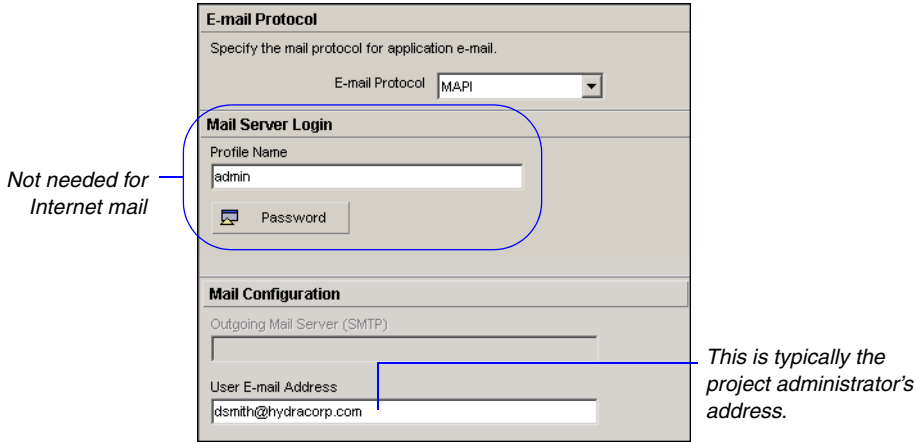 E-mail Protocol
Specify the mail protocol for application e-mail.
E-mail Protocol MAPI
Mail Server Login
Profile Name
admin
Password
Not needed for
Internet mail
Mail Configuration
Outgoing Mail Server (SMTP)
User E-mail Address
dsmith@hydracorp.com
This is typically the
project administrator's
address.